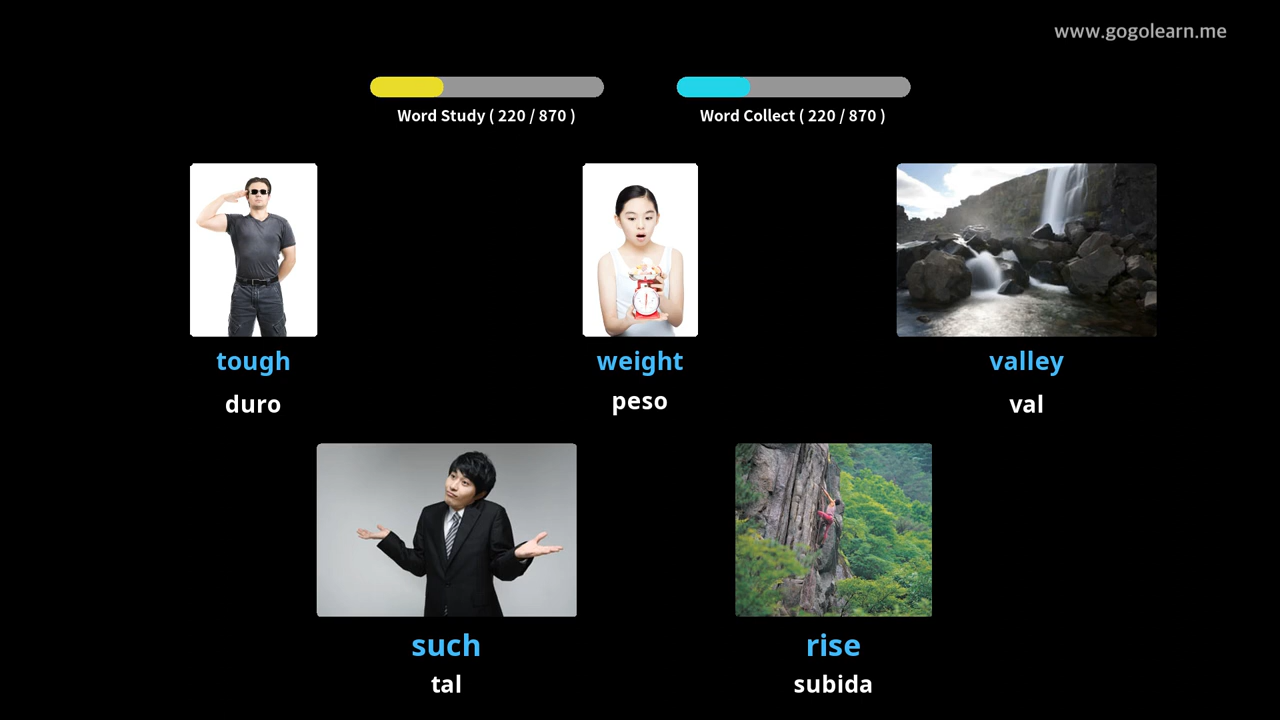 www.gogolearn.me
Word Study ( 220 / 870 )
Word Collect ( 220 / 870 )
tough
weight
valley
duro
peso
val
such
rise
tal
subida